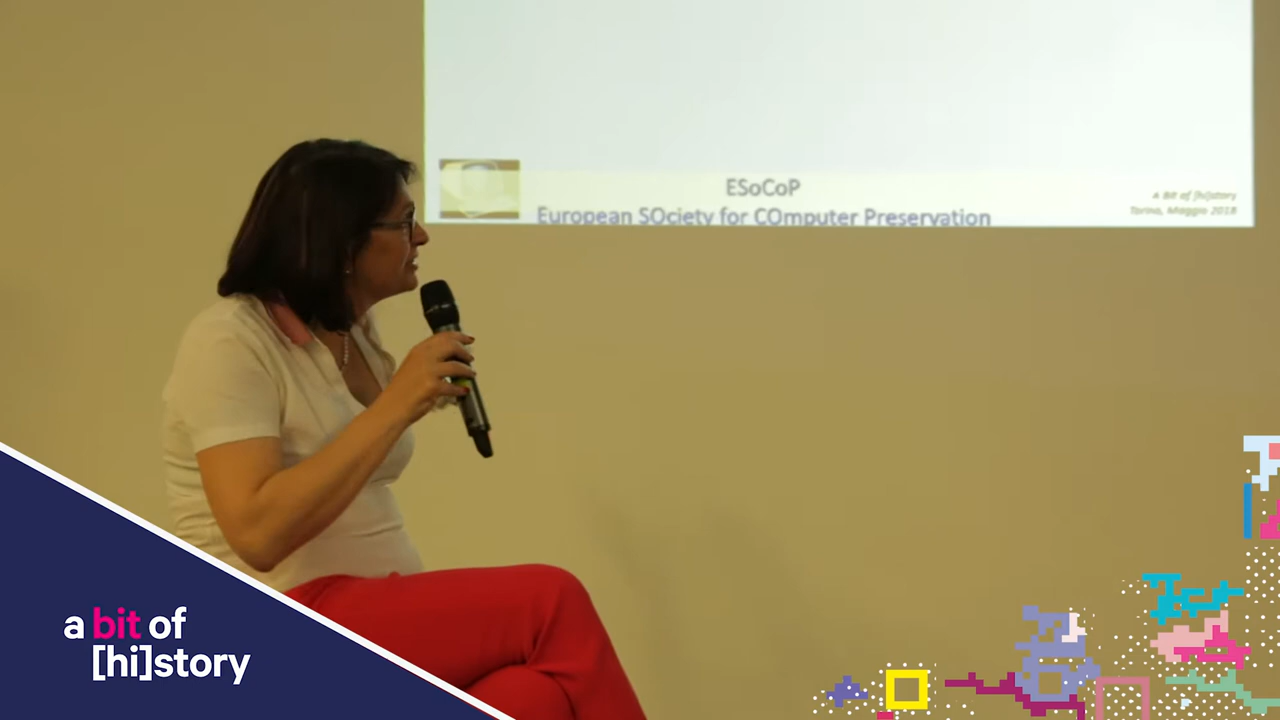 ESoCoP
European SOciety for COmputer Preservation
A Bit of [hi]story
Torino, Maggio 2018
a bit of
[hi]story